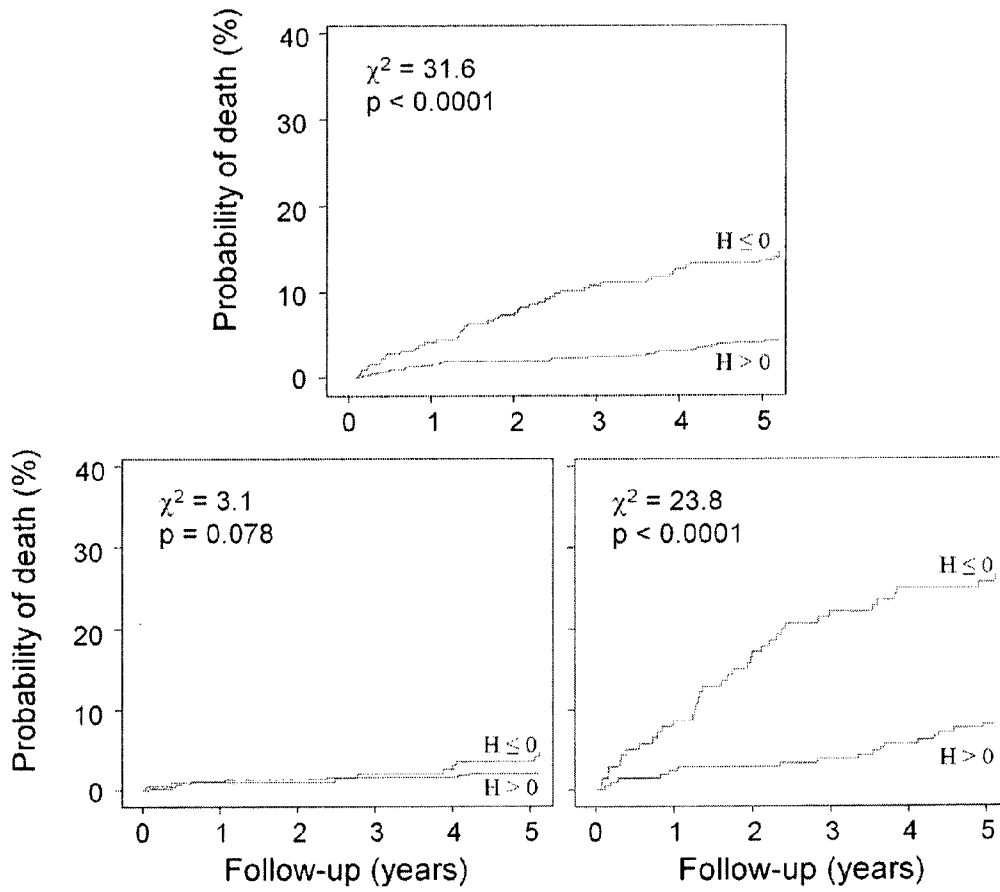 Probability of death (%)
40
30
20
10
0
χ² = 31.6
p < 0.0001
H ≤ 0
H > 0
0 1 2 3 4 5
Probability of death (%)
40
30
20
10
0
χ² = 3.1
p = 0.078
H ≤ 0
H > 0
0 1 2 3 4 5
Follow-up (years)
χ² = 23.8
p < 0.0001
H ≤ 0
H > 0
0 1 2 3 4 5
Follow-up (years)